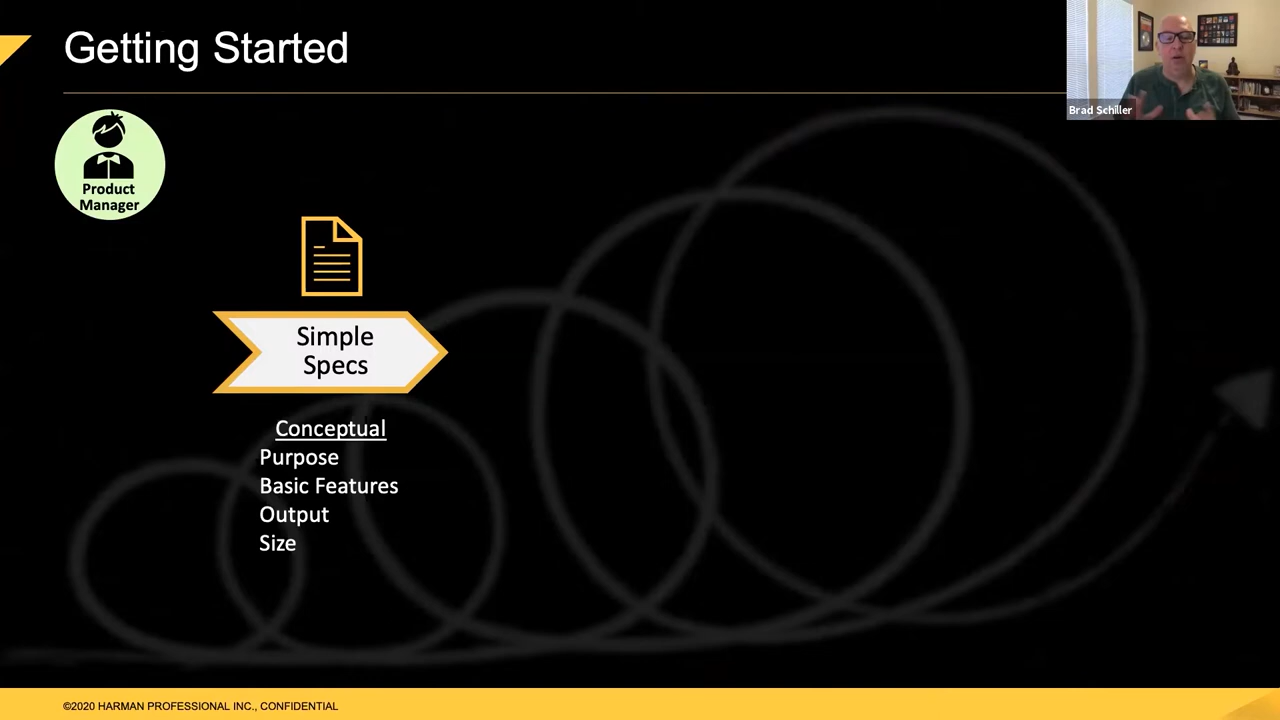 Getting Started
Brad Schiller
Product
Manager
Simple
Specs
Conceptual
Purpose
Basic Features
Output
Size
©2020 HARMAN PROFESSIONAL INC., CONFIDENTIAL